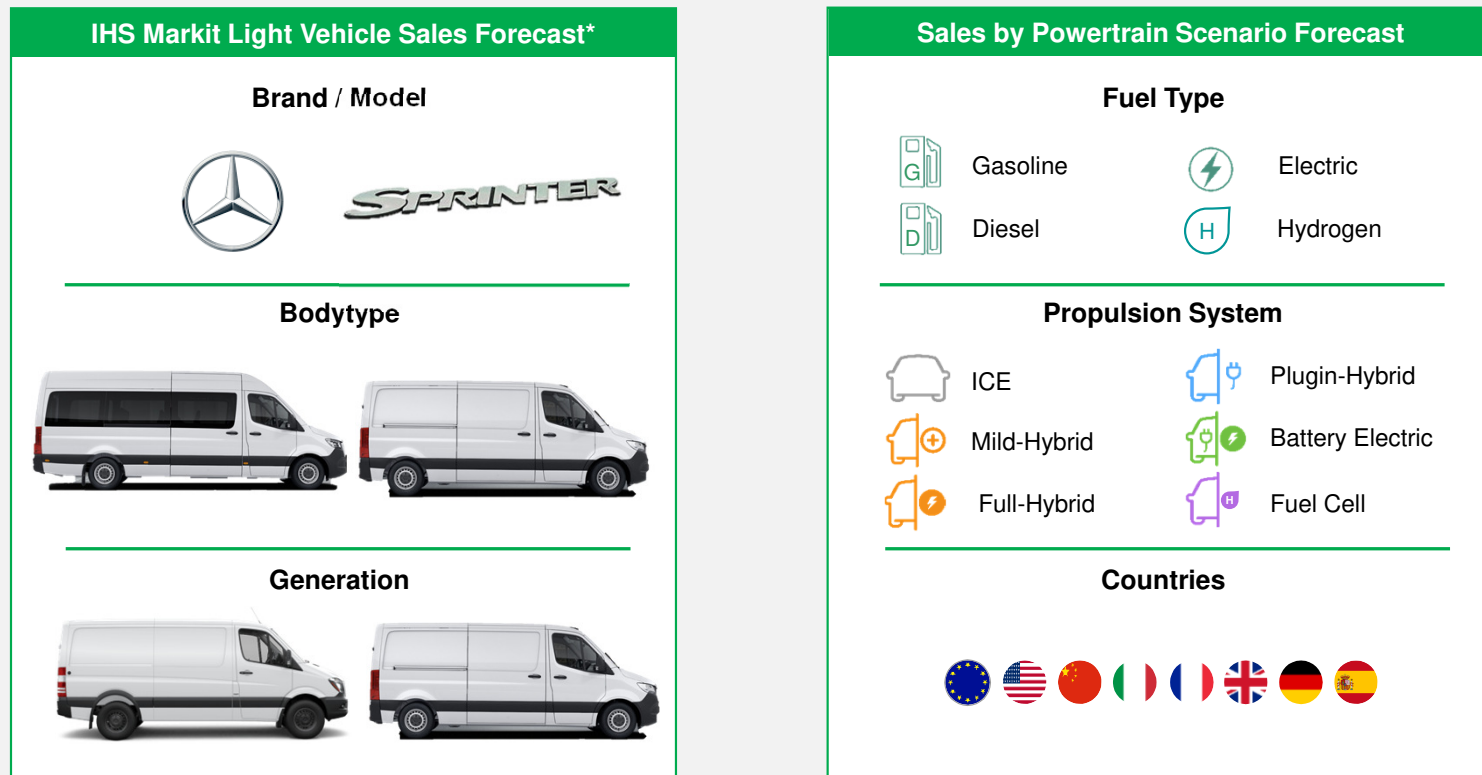 IHS Markit Light Vehicle Sales Forecast*
Brand / Model
SPRINTER
Bodytype
Generation
Sales by Powertrain Scenario Forecast
Fuel Type
G Gasoline
Electric
D Diesel
H Hydrogen
Propulsion System
ICE
Plugin-Hybrid
Mild-Hybrid
Battery Electric
Full-Hybrid
H Fuel Cell
Countries